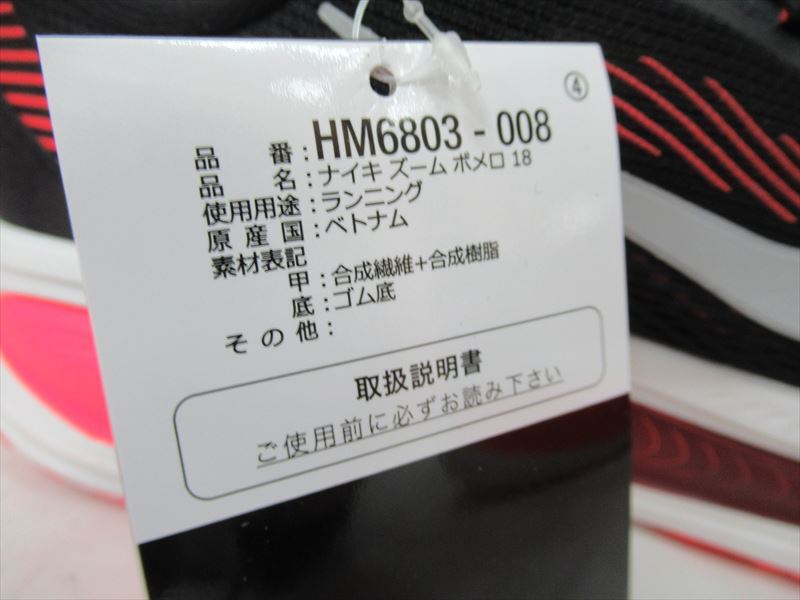 ④
品番:HM6803-008
品名:ナイキ ズーム ボメロ 18
使用用途:ランニング
原産国:ベトナム
素材表記
甲:合成繊維+合成樹脂
底:ゴム底
その他:
取扱説明書
ご使用前に必ずお読み下さい